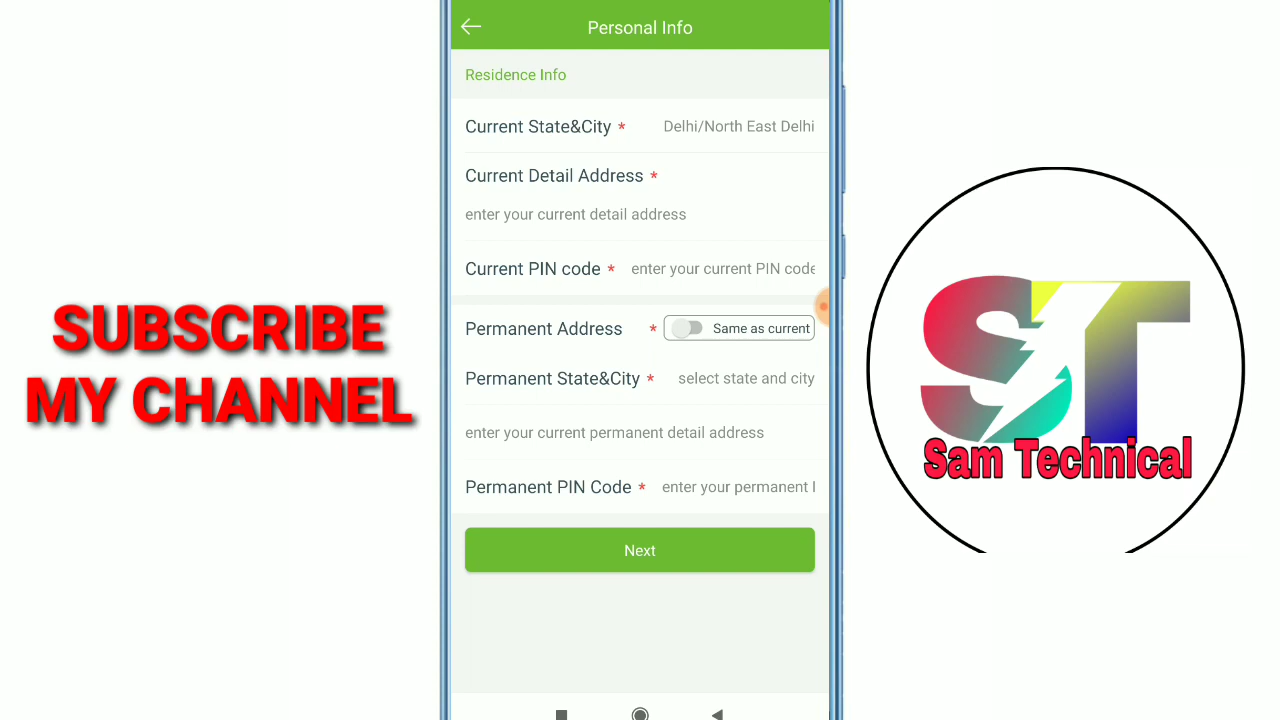 SUBSCRIBE
MY CHANNEL
Personal Info
Residence Info
Current State&City * Delhi/North East Delhi
Current Detail Address *
enter your current detail address
Current PIN code * enter your current PIN code
Permanent Address * Same as current
Permanent State&City * select state and city
enter your current permanent detail address
Permanent PIN Code * enter your permanent
Next
ST
Sam Technical